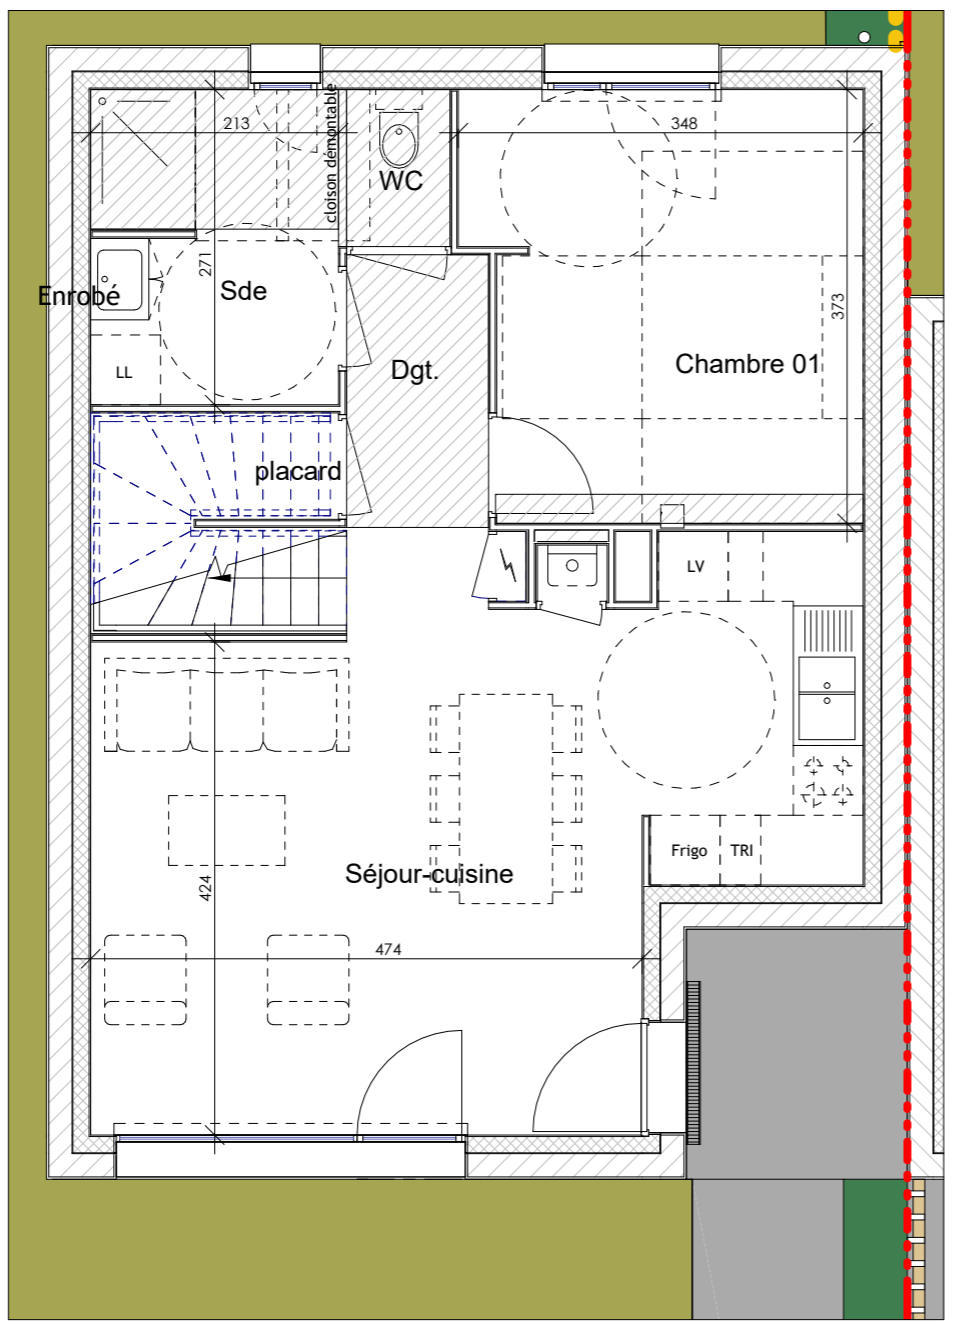 213
cloison démontable
348
WC
271
Sde
Enrobé
373
LL
Dgt.
Chambre 01
placard
LV
Séjour-cuisine
Frigo
TRI
424
474